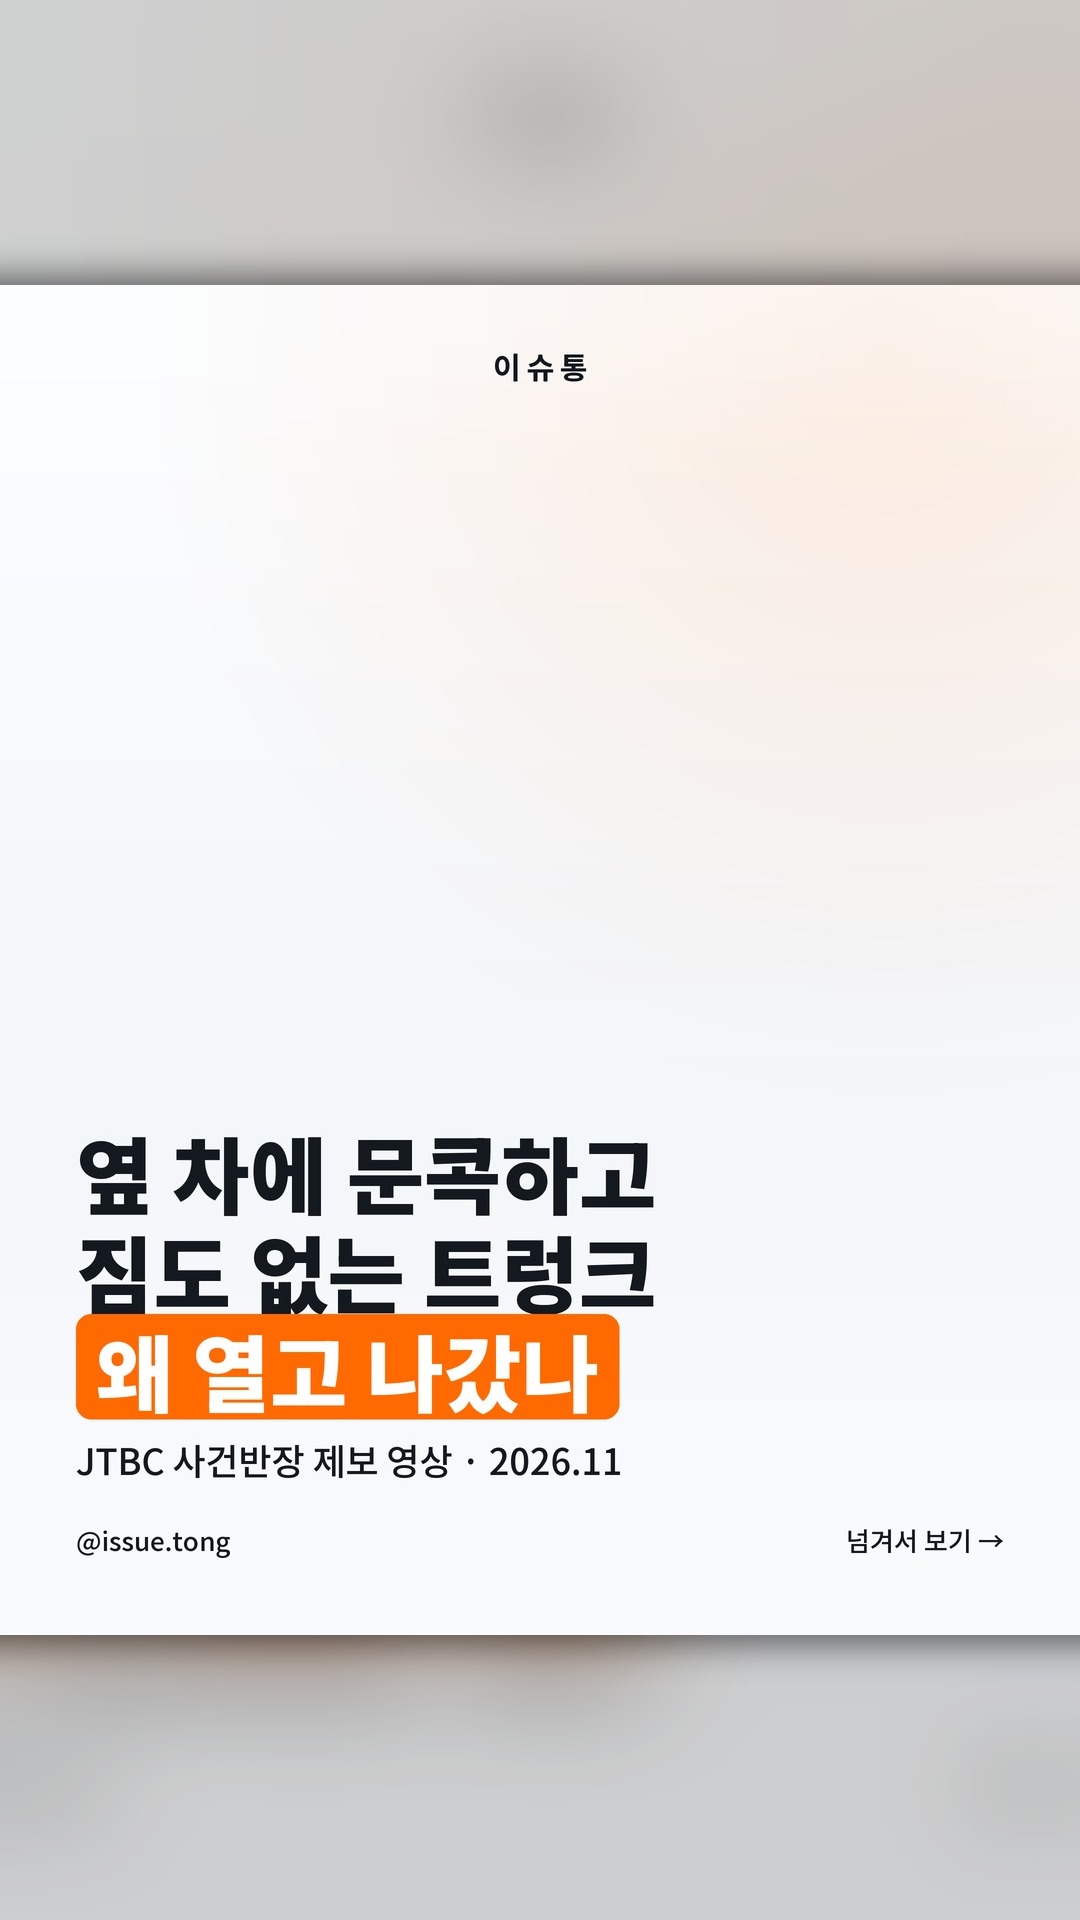 이슈통
옆 차에 문콕하고
짐도 없는 트렁크
왜 열고 나갔나
JTBC 사건반장 제보 영상 · 2026.11
@issue.tong
넘겨서 보기 →